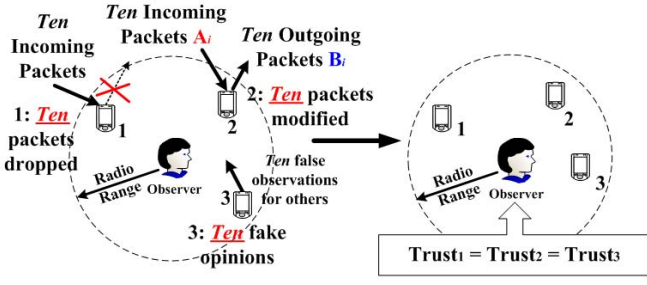 Ten
Incoming
Packets
Ten Incoming
Packets Ai
Ten Outgoing
Packets Bi
1: Ten
packets
dropped
1
2
2: Ten packets
modified
Observer
Radio
Range
Ten false
observations
for others
3
3: Ten fake
opinions
1
2
3
Observer
Radio
Range
Trust1 = Trust2 = Trust3